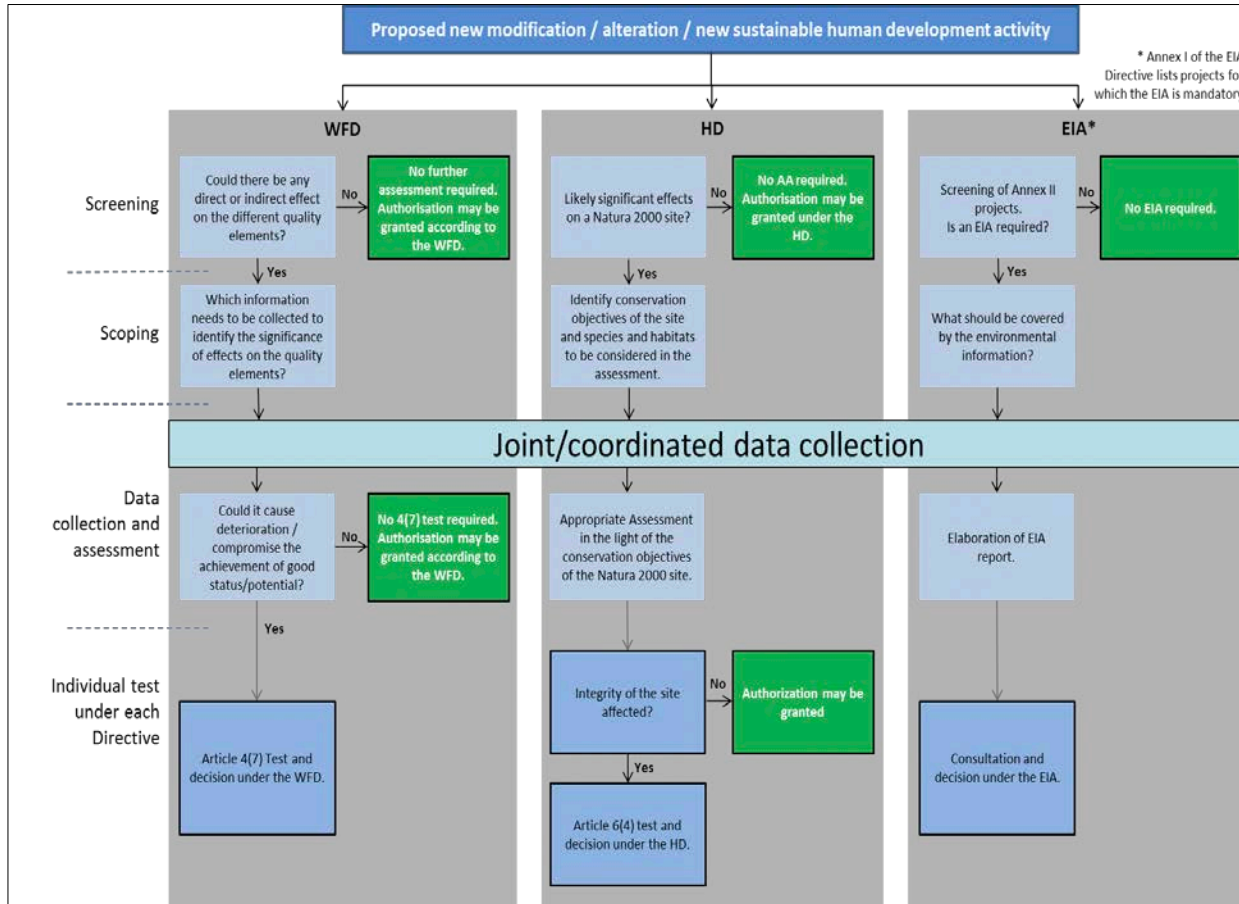 Proposed new modification / alteration / new sustainable human development activity
* Annex I of the EIA
Directive lists projects fo
which the EIA is mandatory
WFD
HD
EIA*
Screening
Could there be any
direct or indirect effect
on the different quality
elements?
No
No further
assessment required.
Authorisation may be
granted according to
the WFD.
Likely significant effects
on a Natura 2000 site?
No
No AA required.
Authorisation may be
granted under the
HD.
Screening of Annex II
projects.
Is an EIA required?
No
No EIA required.
Yes
Yes
Yes
Scoping
Which information
needs to be collected to
identify the significance
of effects on the quality
elements?
Identify conservation
objectives of the site
and species and habitats
to be considered in the
assessment.
What should be covered
by the environmental
information?
Joint/coordinated data collection
Data
collection and
assessment
Could it cause
deterioration /
compromise the
achievement of good
status/potential?
No
No 4(7) test required.
Authorisation may be
granted according to
the WFD.
Appropriate Assessment
in the light of the
conservation objectives
of the Natura 2000 site.
Elaboration of EIA
report.
Yes
Individual test
under each
Directive
Article 4(7) Test and
decision under the WFD.
Integrity of the site
affected?
No
Authorization may be
granted
Yes
Article 6(4) test and
decision under the HD.
Consultation and
decision under the EIA.